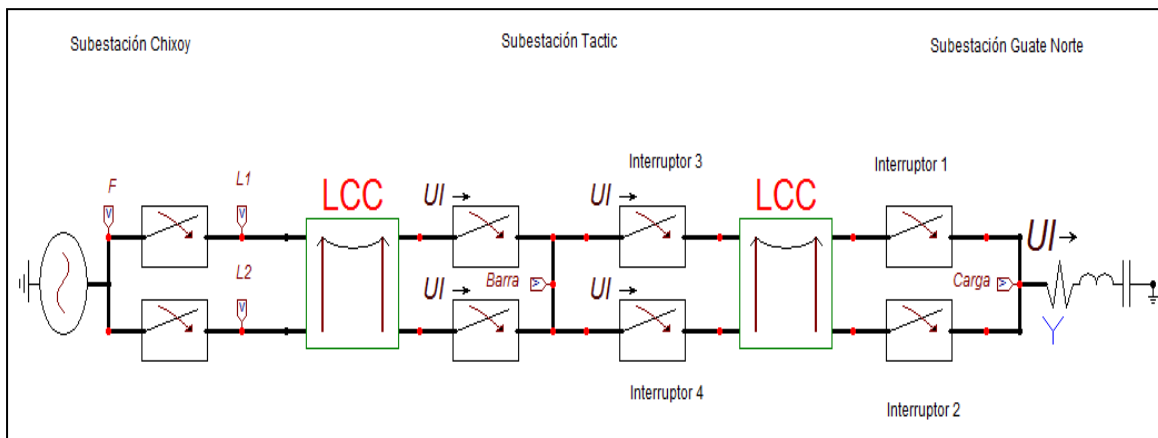 Subestación Chixoy
Subestación Tactic
Subestación Guate Norte
Interruptor 3
Interruptor 1
F
L1
LCC
UI
UI
LCC
V
V
UI
L2
UI
Barra
V
UI
Carga
V
V
Interruptor 4
Interruptor 2